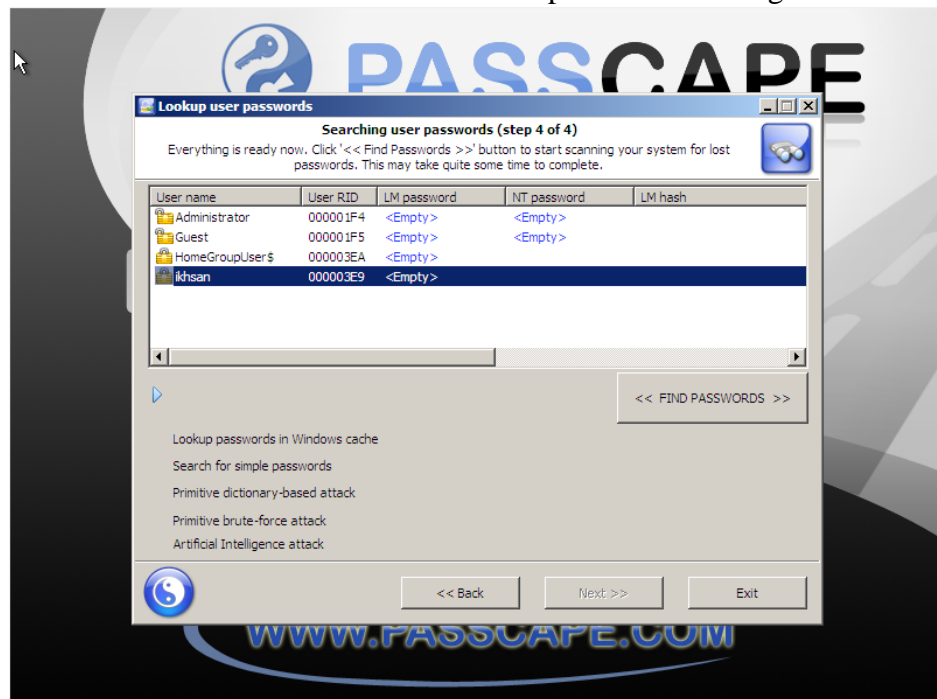 PASSCAPE
Lookup user passwords
Searching user passwords (step 4 of 4)
Everything is ready now. Click '<< Find Passwords >>' button to start scanning your system for lost
passwords. This may take quite some time to complete.
User name User RID LM password NT password LM hash
Administrator 000001F4 <Empty> <Empty>
Guest 000001F5 <Empty> <Empty>
HomeGroupUser$ 000003EA <Empty>
ikhsan 000003E9 <Empty>
<< FIND PASSWORDS >>
Lookup passwords in Windows cache
Search for simple passwords
Primitive dictionary-based attack
Primitive brute-force attack
Artificial Intelligence attack
<< Back Next >> Exit
WWW.PASSCAPE.COM